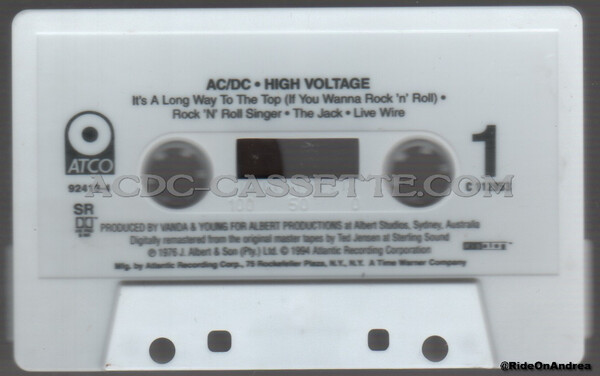 AC/DC • HIGH VOLTAGE
It's A Long Way To The Top (If You Wanna Rock 'n' Roll) •
Rock 'N' Roll Singer • The Jack • Live Wire
ATCO
1
SR
100 50 0
ACDC-CASSETTE.COM
PRODUCED BY VANDA & YOUNG FOR ALBERT PRODUCTIONS at Albert Studios, Sydney, Australia
Digitally remastered from the original master tapes by Ted Jensen at Sterling Sound
℗ 1976 J. Albert & Son (Pty.) Ltd. © 1994 Atlantic Recording Corporation
Mfg. by Atlantic Recording Corp., 75 Rockefeller Plaza, N.Y., N.Y. A Time Warner Company
@RideOnAndrea